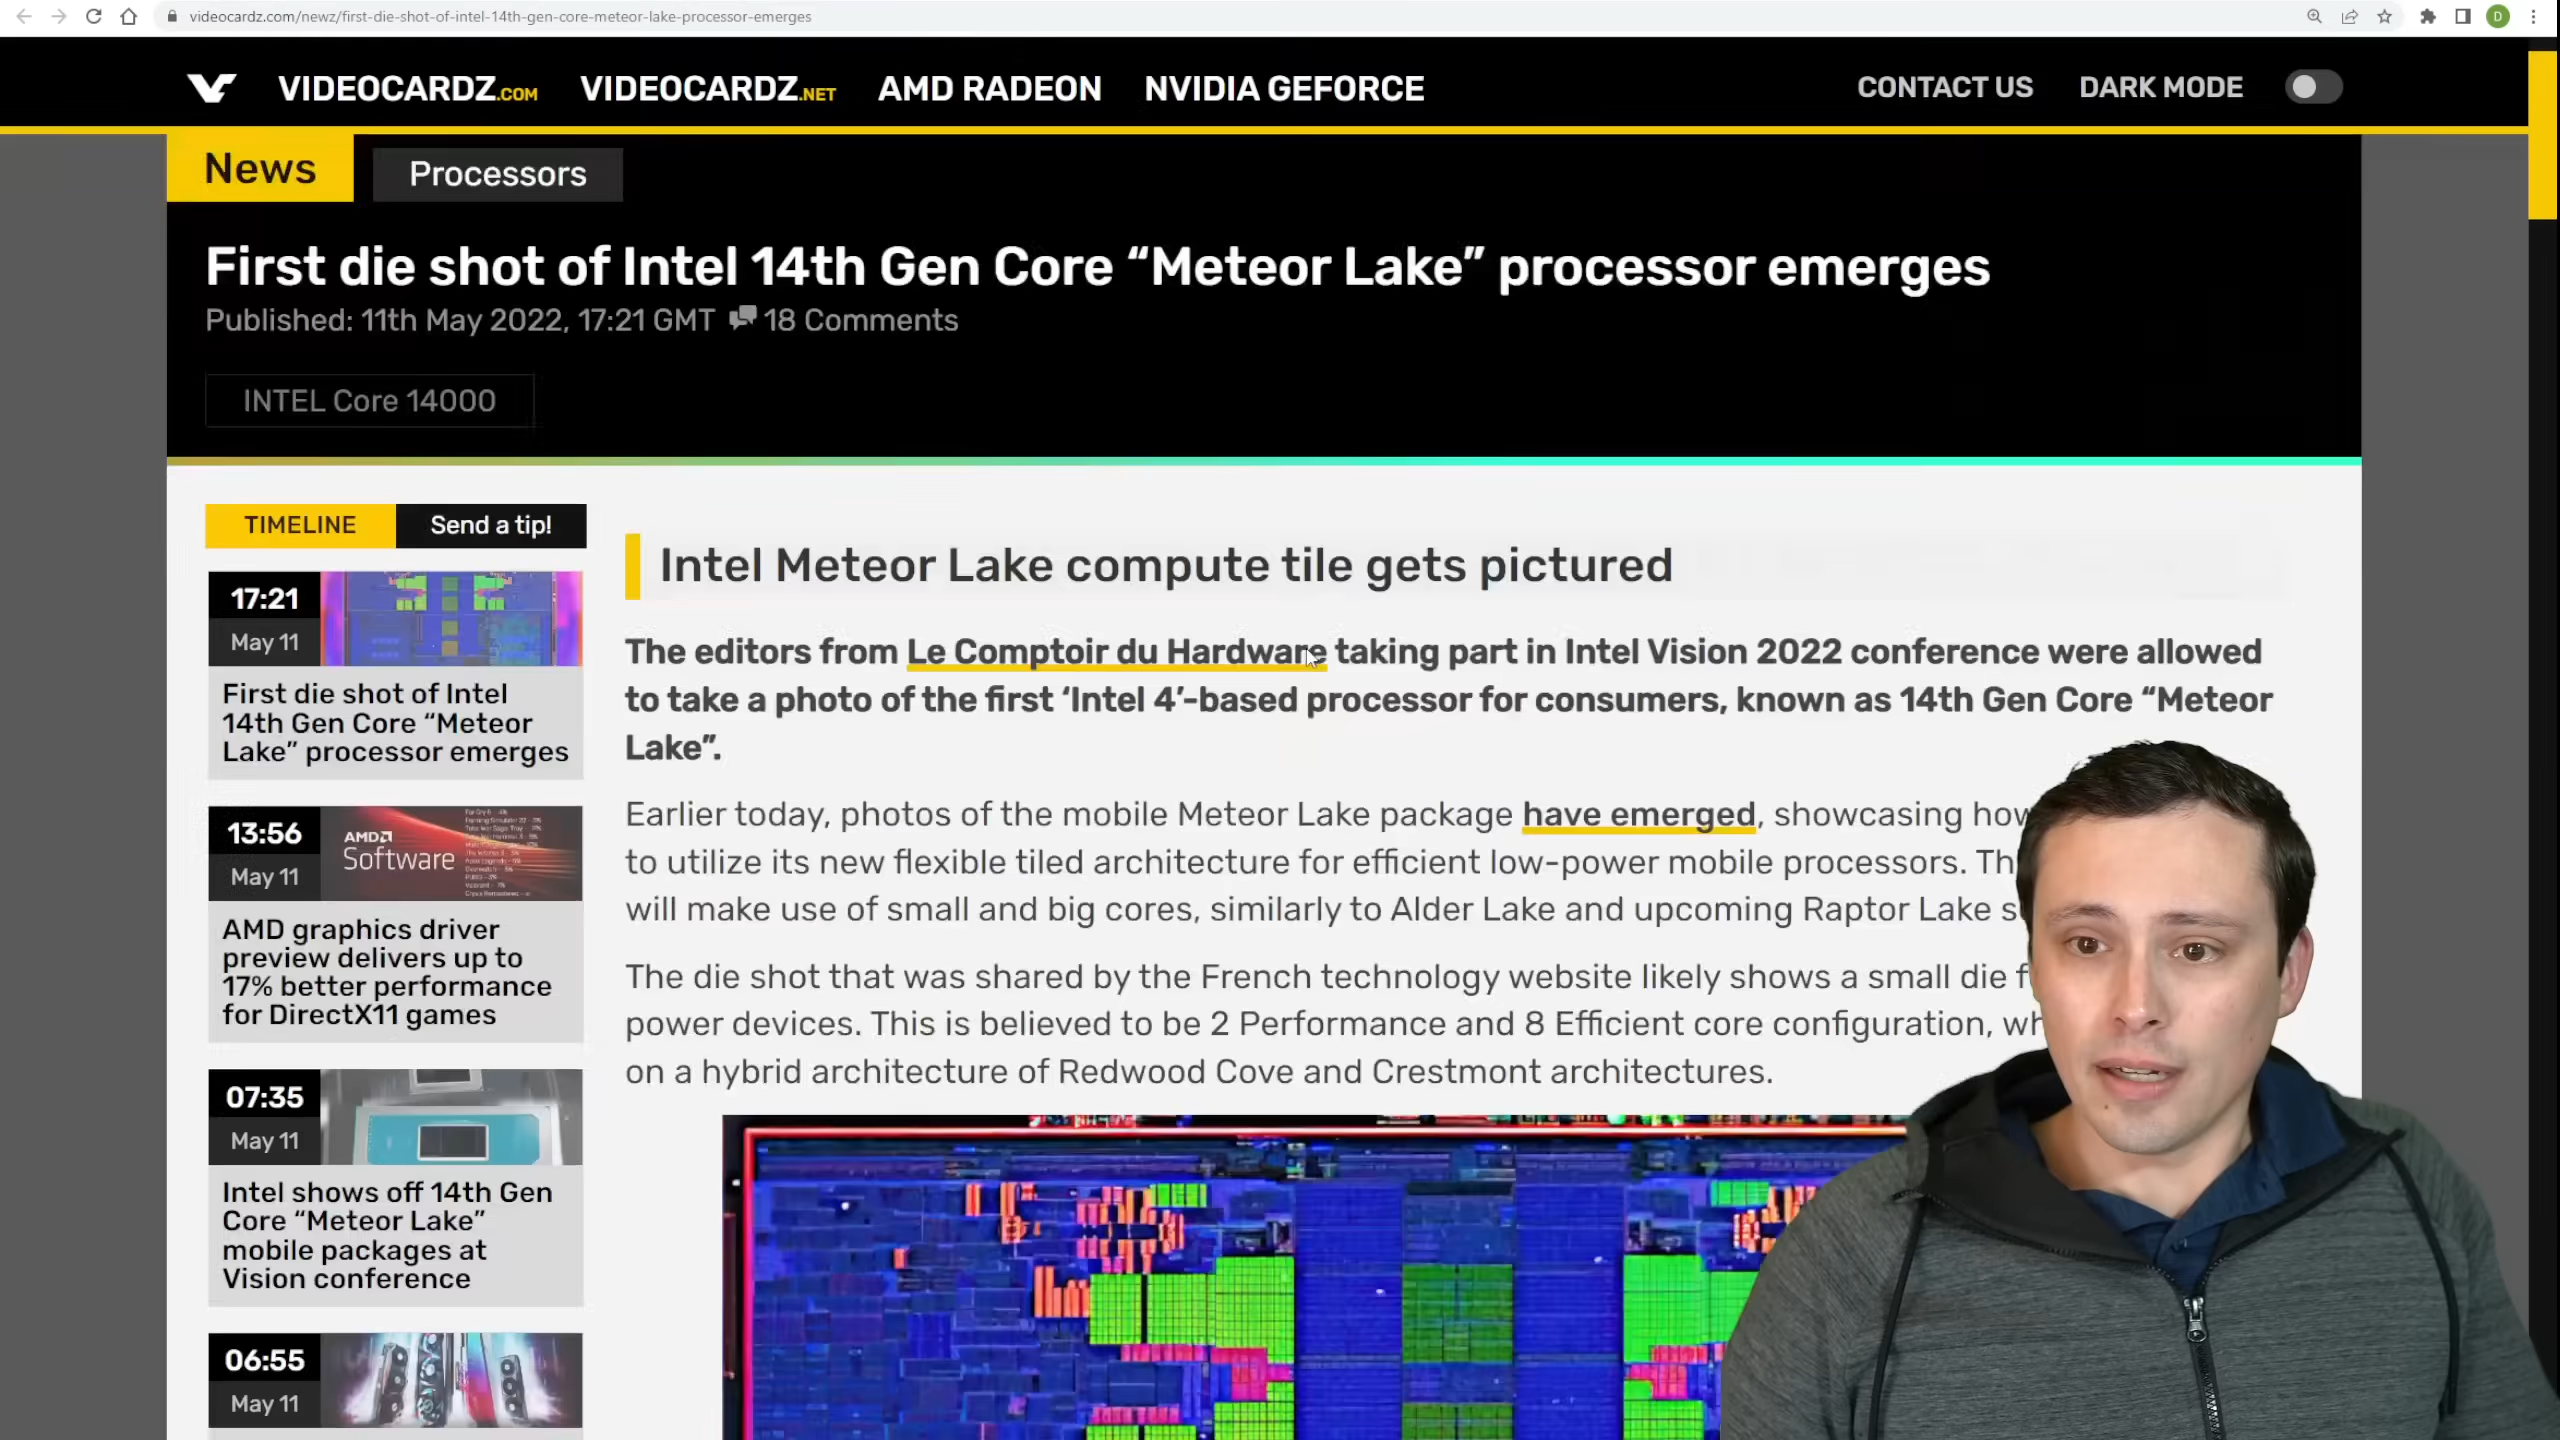 videocardz.com/newz/first-die-shot-of-intel-14th-gen-core-meteor-lake-processor-emerges
D
VIDEOCARDZ.COM VIDEOCARDZ.NET AMD RADEON NVIDIA GEFORCE CONTACT US DARK MODE
News Processors
First die shot of Intel 14th Gen Core “Meteor Lake” processor emerges
Published: 11th May 2022, 17:21 GMT 18 Comments
INTEL Core 14000
TIMELINE Send a tip!
17:21
May 11
First die shot of Intel
14th Gen Core “Meteor
Lake” processor emerges
13:56
May 11
AMD
Software
AMD graphics driver
preview delivers up to
17% better performance
for DirectX11 games
07:35
May 11
Intel shows off 14th Gen
Core “Meteor Lake”
mobile packages at
Vision conference
06:55
May 11
Intel Meteor Lake compute tile gets pictured
The editors from Le Comptoir du Hardware taking part in Intel Vision 2022 conference were allowed
to take a photo of the first ‘Intel 4’-based processor for consumers, known as 14th Gen Core “Meteor
Lake”.
Earlier today, photos of the mobile Meteor Lake package have emerged, showcasing how
to utilize its new flexible tiled architecture for efficient low-power mobile processors.
will make use of small and big cores, similarly to Alder Lake and upcoming Raptor Lake
The die shot that was shared by the French technology website likely shows a small die
power devices. This is believed to be 2 Performance and 8 Efficient core configuration,
on a hybrid architecture of Redwood Cove and Crestmont architectures.